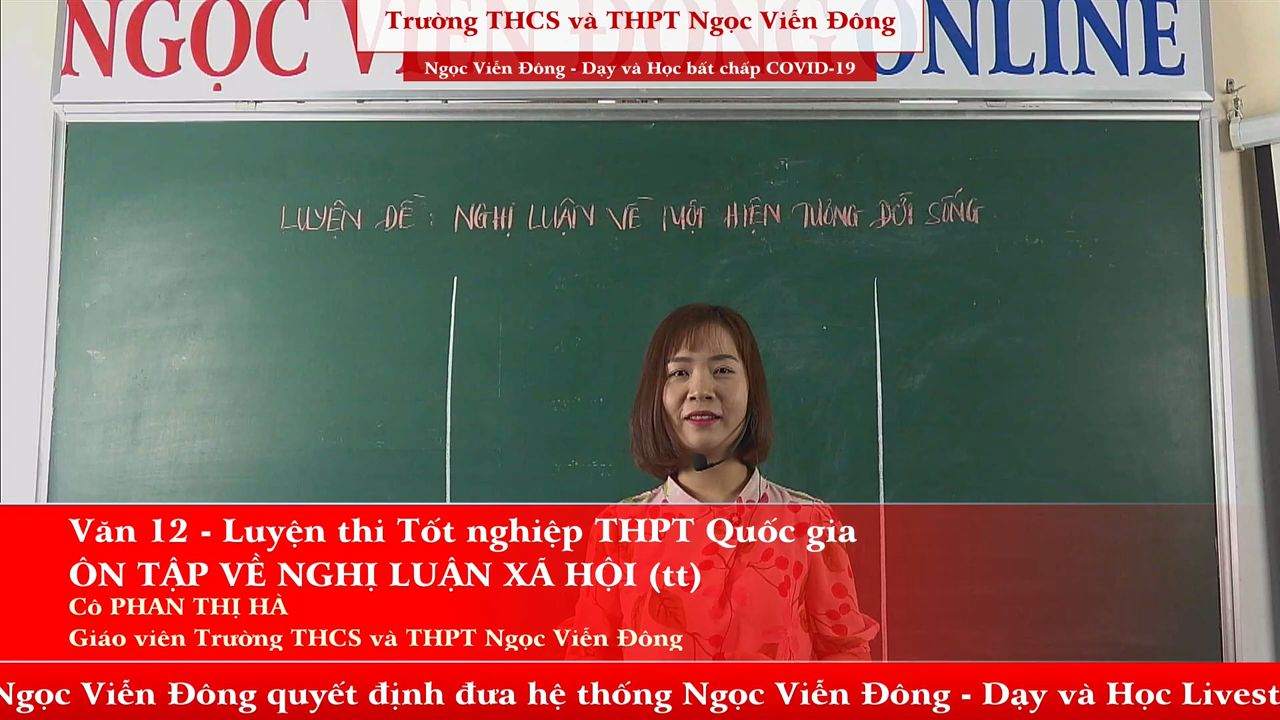 NGỌC VIỄN ĐÔNG ONLINE
Trường THCS và THPT Ngọc Viễn Đông
Ngọc Viễn Đông - Dạy và Học bất chấp COVID-19
LUYỆN ĐỀ : NGHỊ LUẬN VỀ MỘT HIỆN TƯỢNG ĐỜI SỐNG
Văn 12 - Luyện thi Tốt nghiệp THPT Quốc gia
ÔN TẬP VỀ NGHỊ LUẬN XÃ HỘI (tt)
Cô PHAN THỊ HÀ
Giáo viên Trường THCS và THPT Ngọc Viễn Đông
Ngọc Viễn Đông quyết định đưa hệ thống Ngọc Viễn Đông - Dạy và Học Livest